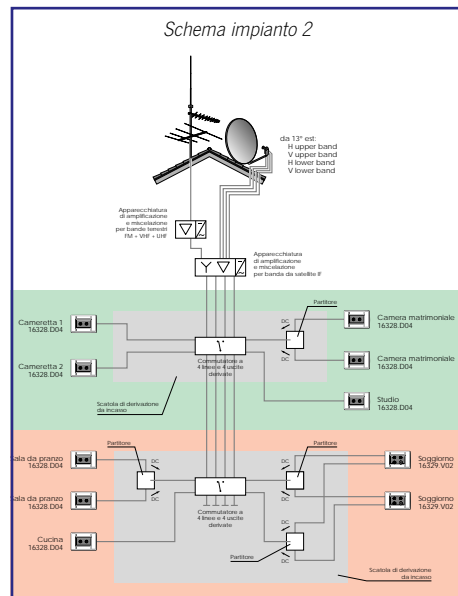 Schema impianto 2
da 13° est:
H upper band
V upper band
H lower band
V lower band
Apparecchiatura
di amplificazione
e miscelazione
per bande terrestri
FM + VHF + UHF
Apparecchiatura
di amplificazione
e miscelazione
per banda da satellite IF
Cameretta 1
16328.D04
DC
Partitore
Camera matrimoniale
16328.D04
Cameretta 2
16328.D04
Commutatore a
4 linee e 4 uscite
derivate
DC
Camera matrimoniale
16328.D04
Scatola di derivazione
da incasso
Studio
16328.D04
Sala da pranzo
16328.D04
Partitore
DC
DC
Partitore
Soggiorno
16329.V02
Sala da pranzo
16328.D04
DC
DC
Soggiorno
16329.V02
Commutatore a
4 linee e 4 uscite
derivate
Cucina
16328.D04
DC
Partitore
DC
Scatola di derivazione
da incasso